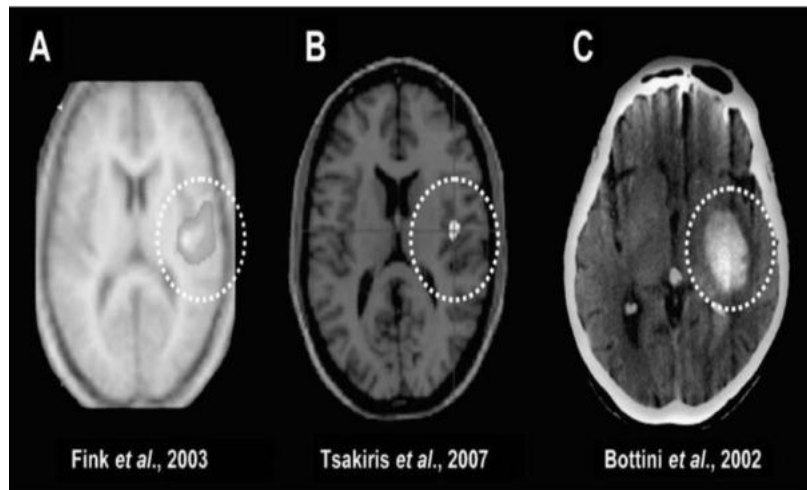 A
B
C
Fink et al., 2003
Tsakiris et al., 2007
Bottini et al., 2002